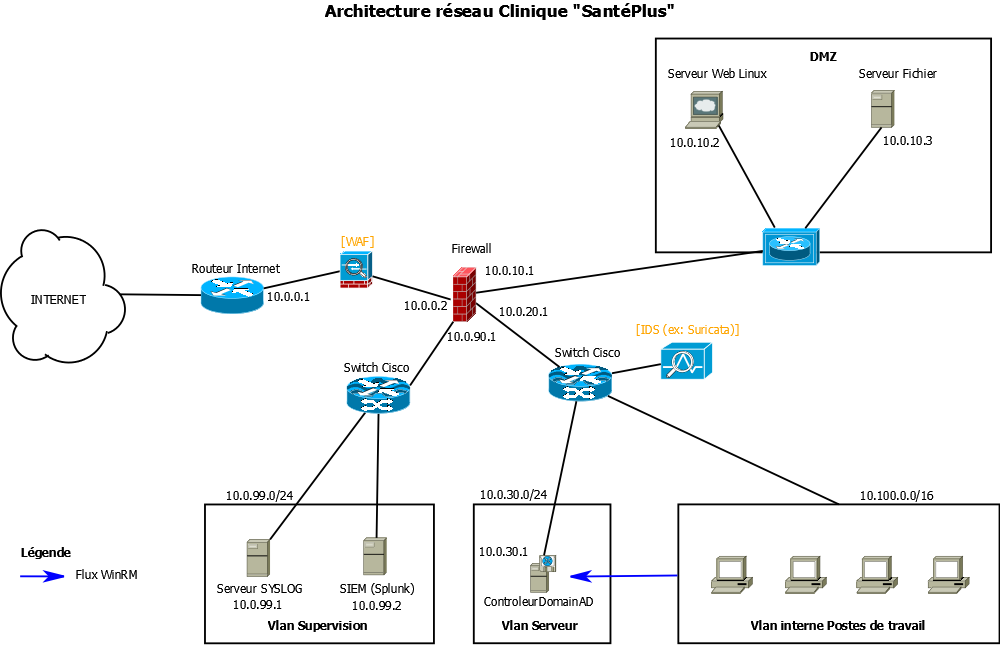 Architecture réseau Clinique "SantéPlus"
DMZ
Serveur Web Linux
Serveur Fichier
10.0.10.2
10.0.10.3
[WAF]
Firewall
Routeur Internet
10.0.10.1
INTERNET
10.0.0.1
10.0.0.2
10.0.20.1
10.0.90.1
[IDS (ex: Suricata)]
Switch Cisco
Switch Cisco
10.0.99.0/24
10.0.30.0/24
10.100.0.0/16
Légende
Flux WinRM
10.0.30.1
Serveur SYSLOG
10.0.99.1
SIEM (Splunk)
10.0.99.2
ControleurDomainAD
Vlan Supervision
Vlan Serveur
Vlan interne Postes de travail